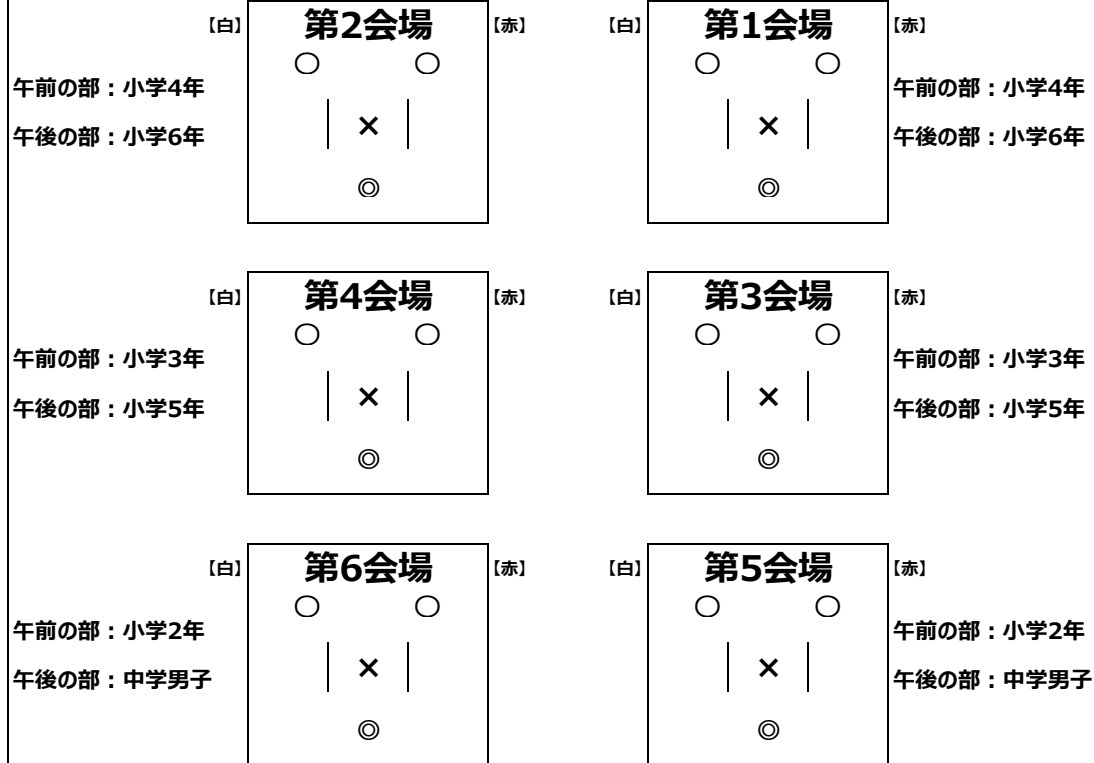 【白】 第2会場 【赤】 【白】 第1会場 【赤】
○ ○ ○ ○
午前の部：小学4年 午前の部：小学4年
午後の部：小学6年 × × 午後の部：小学6年
◎ ◎
【白】 第4会場 【赤】 【白】 第3会場 【赤】
○ ○ ○ ○
午前の部：小学3年 午前の部：小学3年
午後の部：小学5年 × × 午後の部：小学5年
◎ ◎
【白】 第6会場 【赤】 【白】 第5会場 【赤】
○ ○ ○ ○
午前の部：小学2年 午前の部：小学2年
午後の部：中学男子 × × 午後の部：中学男子
◎ ◎